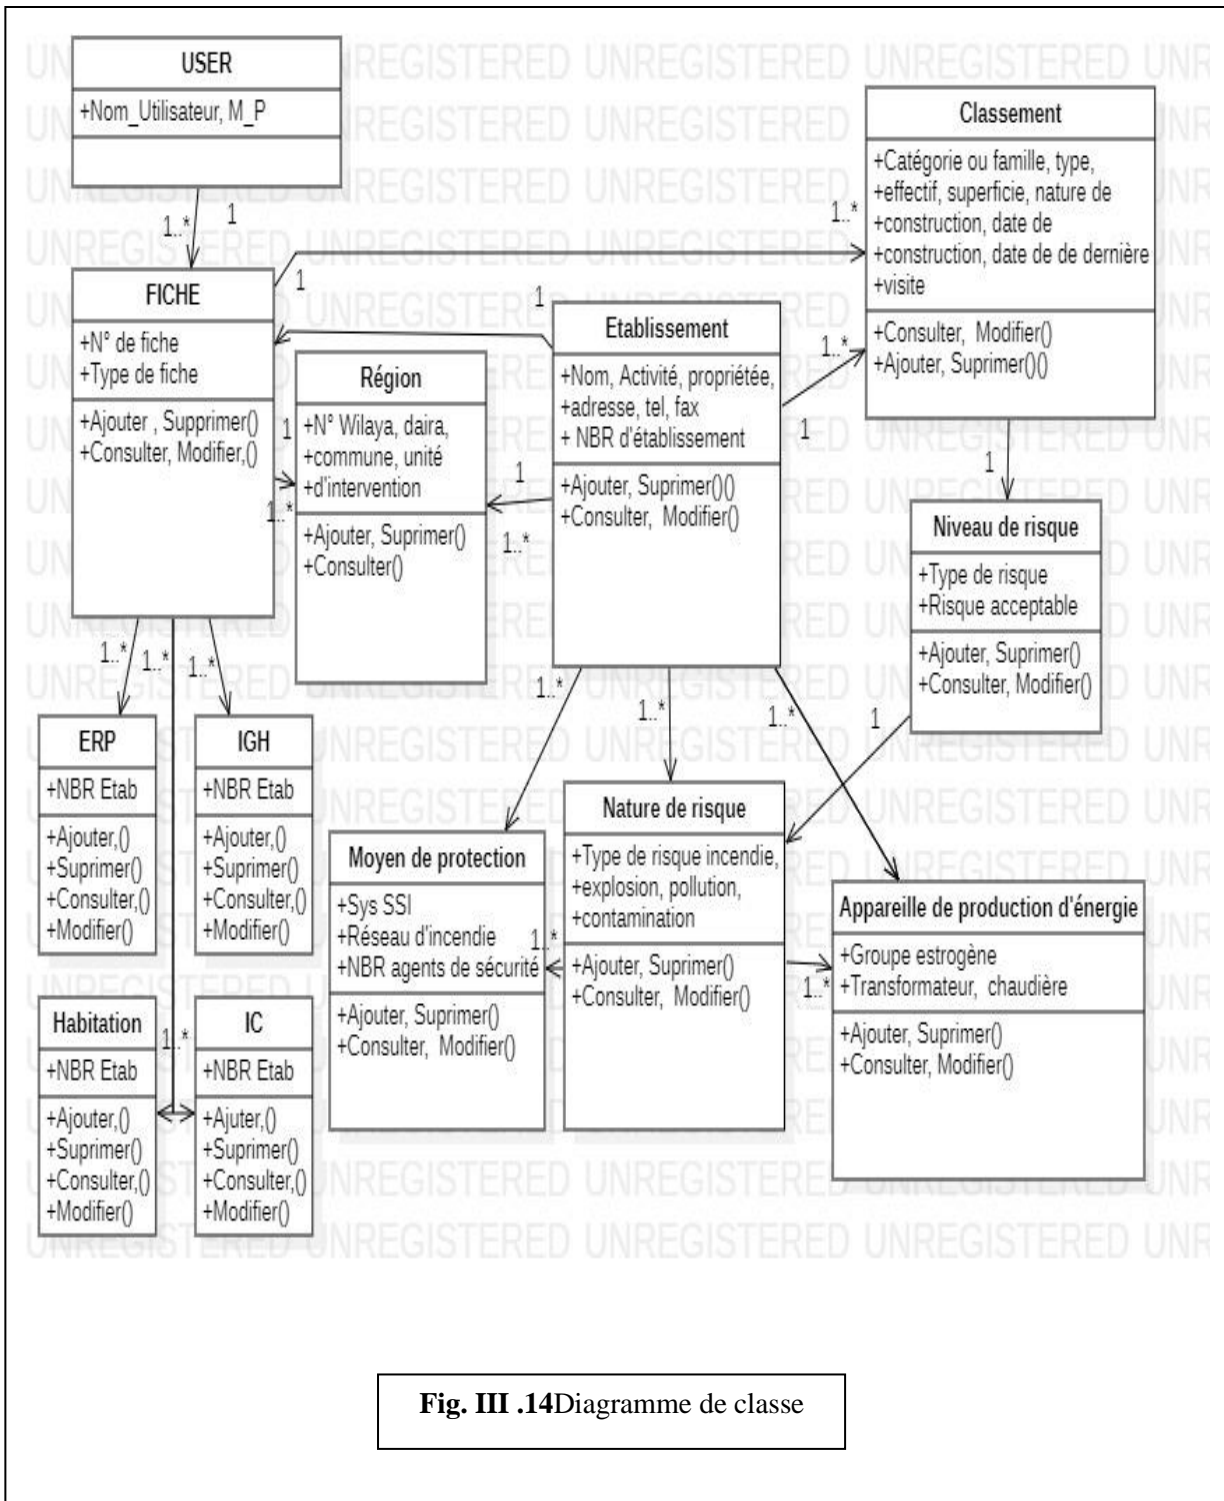 USER
+Nom_Utilisateur, M_P
1
1..*
FICHE
+N° de fiche
+Type de fiche
+Ajouter , Supprimer()
+Consulter, Modifier,()
1
1..*
Classement
+Catégorie ou famille, type,
+effectif, superficie, nature de
+construction, date de
+construction, date de de dernière
+visite
+Consulter, Modifier()
+Ajouter, Suprimer()()
1
Etablissement
+Nom, Activité, propriétée,
+adresse, tel, fax
+ NBR d'établissement
+Ajouter, Suprimer()()
+Consulter, Modifier()
1..*
1
Région
+N° Wilaya, daira,
+commune, unité
+d'intervention
+Ajouter, Suprimer()
+Consulter()
1
1..*
1
1..*
1
Niveau de risque
+Type de risque
+Risque acceptable
+Ajouter, Suprimer()
+Consulter, Modifier()
1..*
1..*
1..*
1..*
1..*
1..*
1
ERP
+NBR Etab
+Ajouter,()
+Suprimer()
+Consulter,()
+Modifier()
IGH
+NBR Etab
+Ajouter,()
+Suprimer()
+Consulter,()
+Modifier()
Moyen de protection
+Sys SSI
+Réseau d'incendie
+NBR agents de sécurité
+Ajouter, Suprimer()
+Consulter, Modifier()
1..*
Nature de risque
+Type de risque incendie,
+explosion, pollution,
+contamination
+Ajouter, Suprimer()
+Consulter, Modifier()
1..*
Appareille de production d'énergie
+Groupe estrogène
+Transformateur, chaudière
+Ajouter, Suprimer()
+Consulter, Modifier()
Habitation
+NBR Etab
+Ajouter,()
+Suprimer()
+Consulter,()
+Modifier()
1..*
IC
+NBR Etab
+Ajuter,()
+Suprimer()
+Consulter,()
+Modifier()
UNREGISTERED UNREGISTERED UNREGISTERED UNREGISTERED
Fig. III .14Diagramme de classe